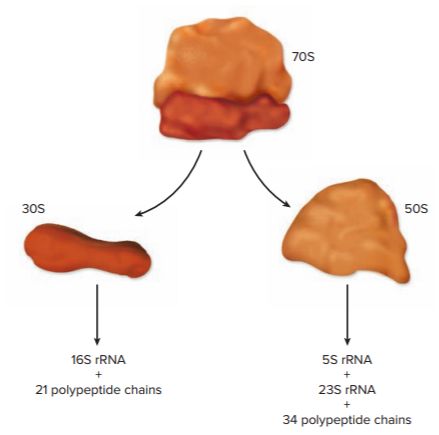 70S
30S
50S
16S rRNA
+
21 polypeptide chains
5S rRNA
+
23S rRNA
+
34 polypeptide chains